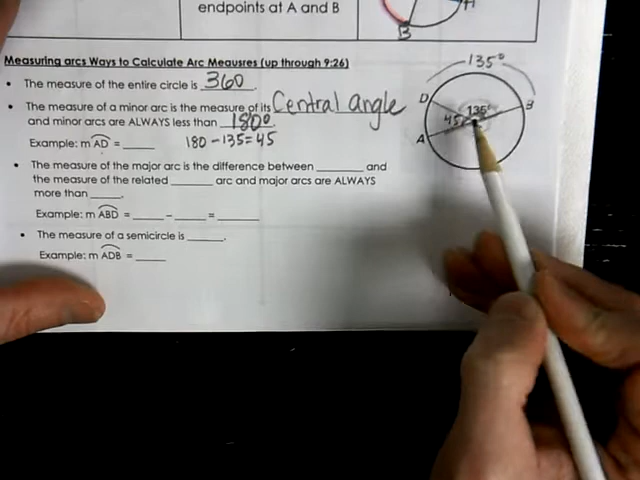 endpoints at A and B
B
A
Measuring arcs Ways to Calculate Arc Meausres (up through 9:26)
• The measure of the entire circle is 360.
• The measure of a minor arc is the measure of its Central angle
and minor arcs are ALWAYS less than 180°.
Example: m AD = _____ 180 - 135 = 45
• The measure of the major arc is the difference between ______ and
the measure of the related ______ arc and major arcs are ALWAYS
more than _____.
Example: m ABD = _____ - _____ = ______
• The measure of a semicircle is _____.
Example: m ADB = _____
135°
D
B
135°
45
A